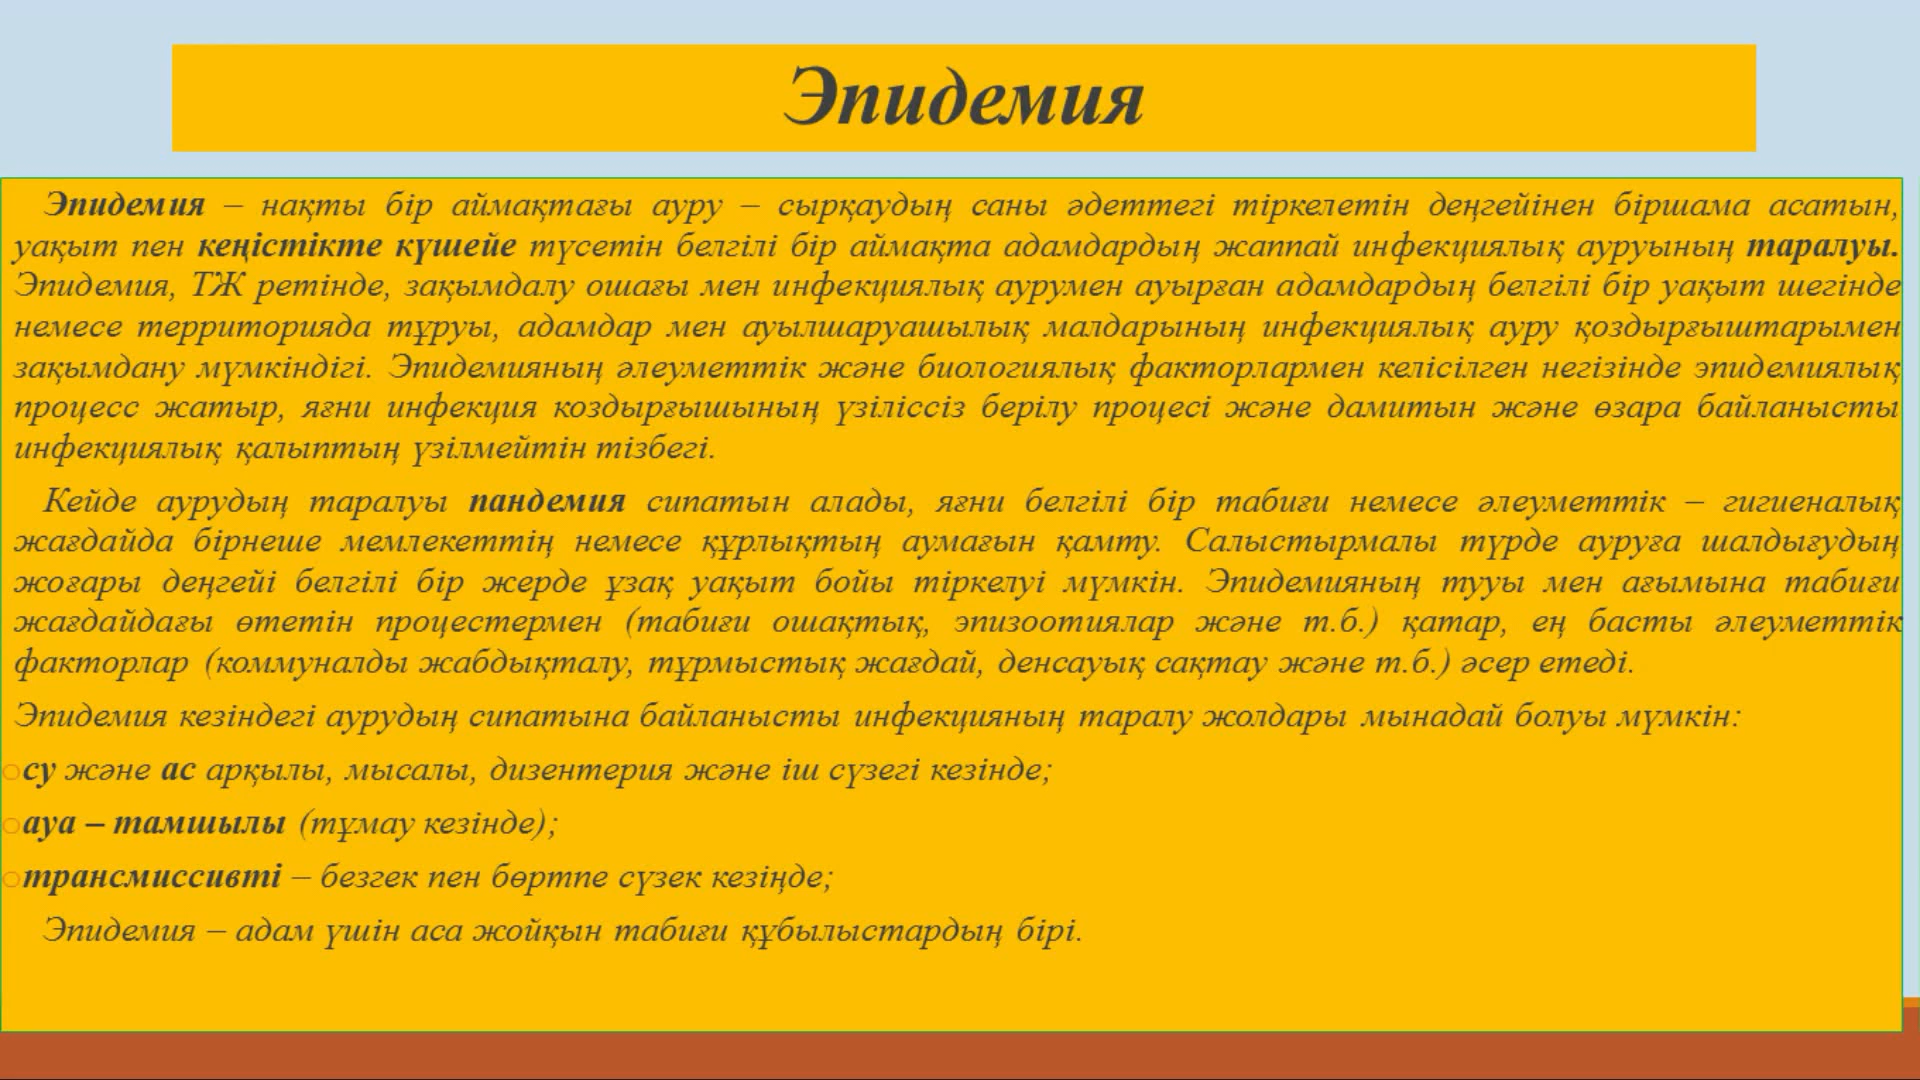 Эпидемия
Эпидемия – нақты бір аймақтағы ауру – сырқаудың саны әдеттегі тіркелетін деңгейінен біршама асатын,
уақыт пен кеңістікте күшейе түсетін белгілі бір аймақта адамдардың жаппай инфекциялық ауруының таралуы.
Эпидемия, ТЖ ретінде, зақымдалу ошағы мен инфекциялық аурумен ауырған адамдардың белгілі бір уақыт шегінде
немесе территорияда тұруы, адамдар мен ауылшаруашылық малдарының инфекциялық ауру қоздырғыштарымен
зақымдану мүмкіндігі. Эпидемияның әлеуметтік және биологиялық факторлармен келісілген негізінде эпидемиялық
процесс жатыр, яғни инфекция коздырғышының үзіліссіз берілу процесі және дамитын және өзара байланысты
инфекциялық қалыптың үзілмейтін тізбегі.
Кейде аурудың таралуы пандемия сипатын алады, яғни белгілі бір табиғи немесе әлеуметтік – гигиеналық
жағдайда бірнеше мемлекеттің немесе құрлықтың аумағын қамту. Салыстырмалы түрде ауруға шалдығудың
жоғары деңгейі белгілі бір жерде ұзақ уақыт бойы тіркелуі мүмкін. Эпидемияның тууы мен ағымына табиғи
жағдайдағы өтетін процестермен (табиғи ошақтық, эпизоотиялар және т.б.) қатар, ең басты әлеуметтік
факторлар (коммуналды жабдықталу, тұрмыстық жағдай, денсауық сақтау және т.б.) әсер етеді.
Эпидемия кезіндегі аурудың сипатына байланысты инфекцияның таралу жолдары мынадай болуы мүмкін:
су және ас арқылы, мысалы, дизентерия және іш сүзегі кезінде;
ауа – тамшылы (тұмау кезінде);
трансмиссивті – безгек пен бөртпе сүзек кезіңде;
Эпидемия – адам үшін аса жойқын табиғи құбылыстардың бірі.